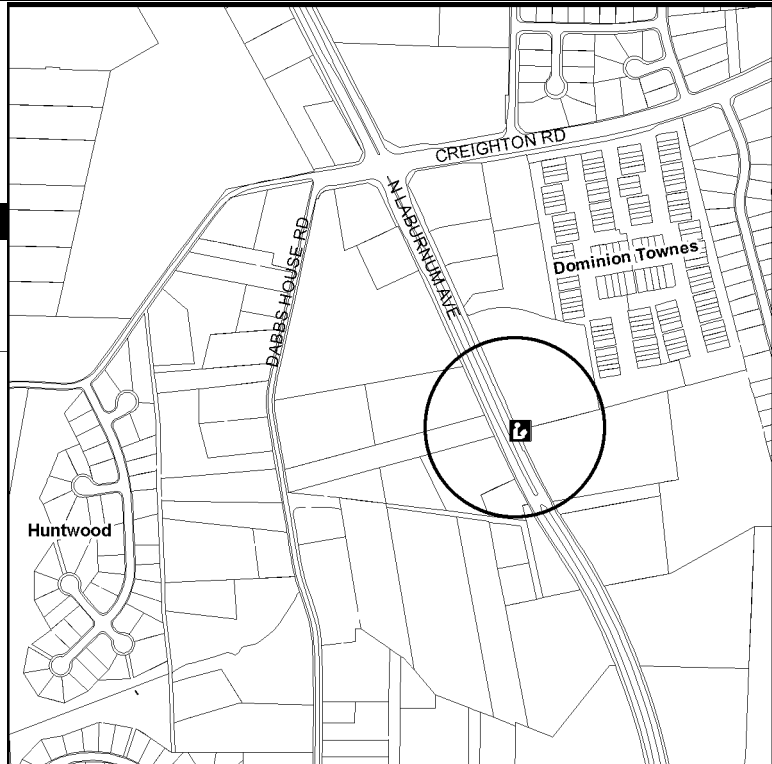 CREIGHTON RD
N LABURNUM AVE
DABBS HOUSE RD
Dominion Townes
Huntwood